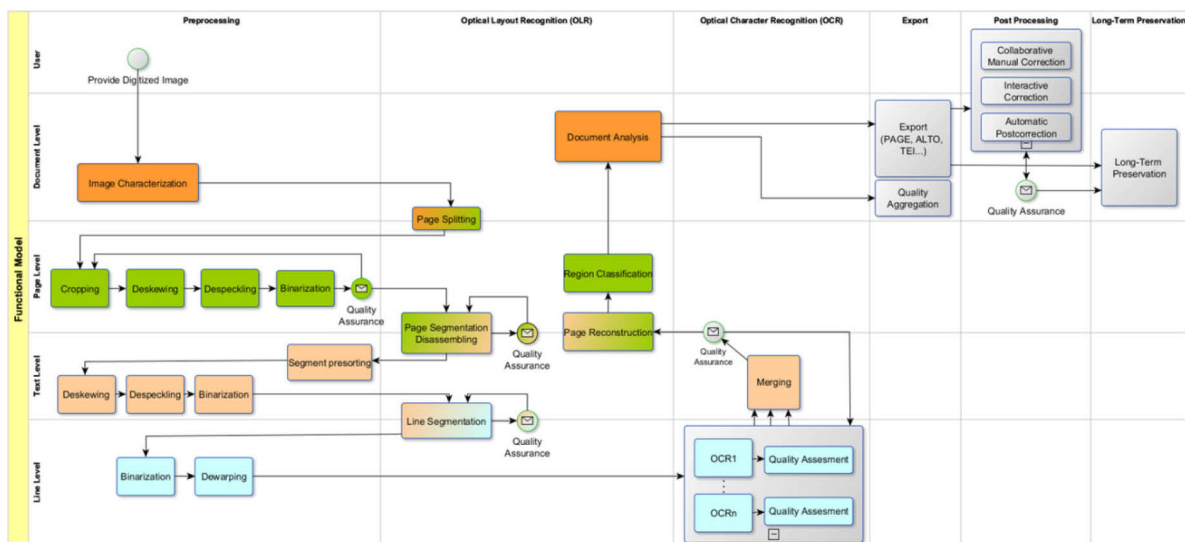 Preprocessing
Optical Layout Recognition (OLR)
Optical Character Recognition (OCR)
Export
Post Processing
Long-Term Preservation
Functional Model
User
Provide Digitized Image
Collaborative
Manual Correction
Interactive
Correction
Automatic
Postcorrection
Document Level
Image Characterization
Page Splitting
Document Analysis
Export
(PAGE, ALTO,
TEI...)
Quality
Aggregation
Quality Assurance
Long-Term
Preservation
Page Level
Cropping
Deskewing
Despeckling
Binarization
Quality
Assurance
Page Segmentation
Disassembling
Quality
Assurance
Region Classification
Page Reconstruction
Quality
Assurance
Text Level
Segment presorting
Deskewing
Despeckling
Binarization
Line Segmentation
Quality
Assurance
Merging
Line Level
Binarization
Dewarping
OCR1
Quality Assesment
OCRn
Quality Assesment